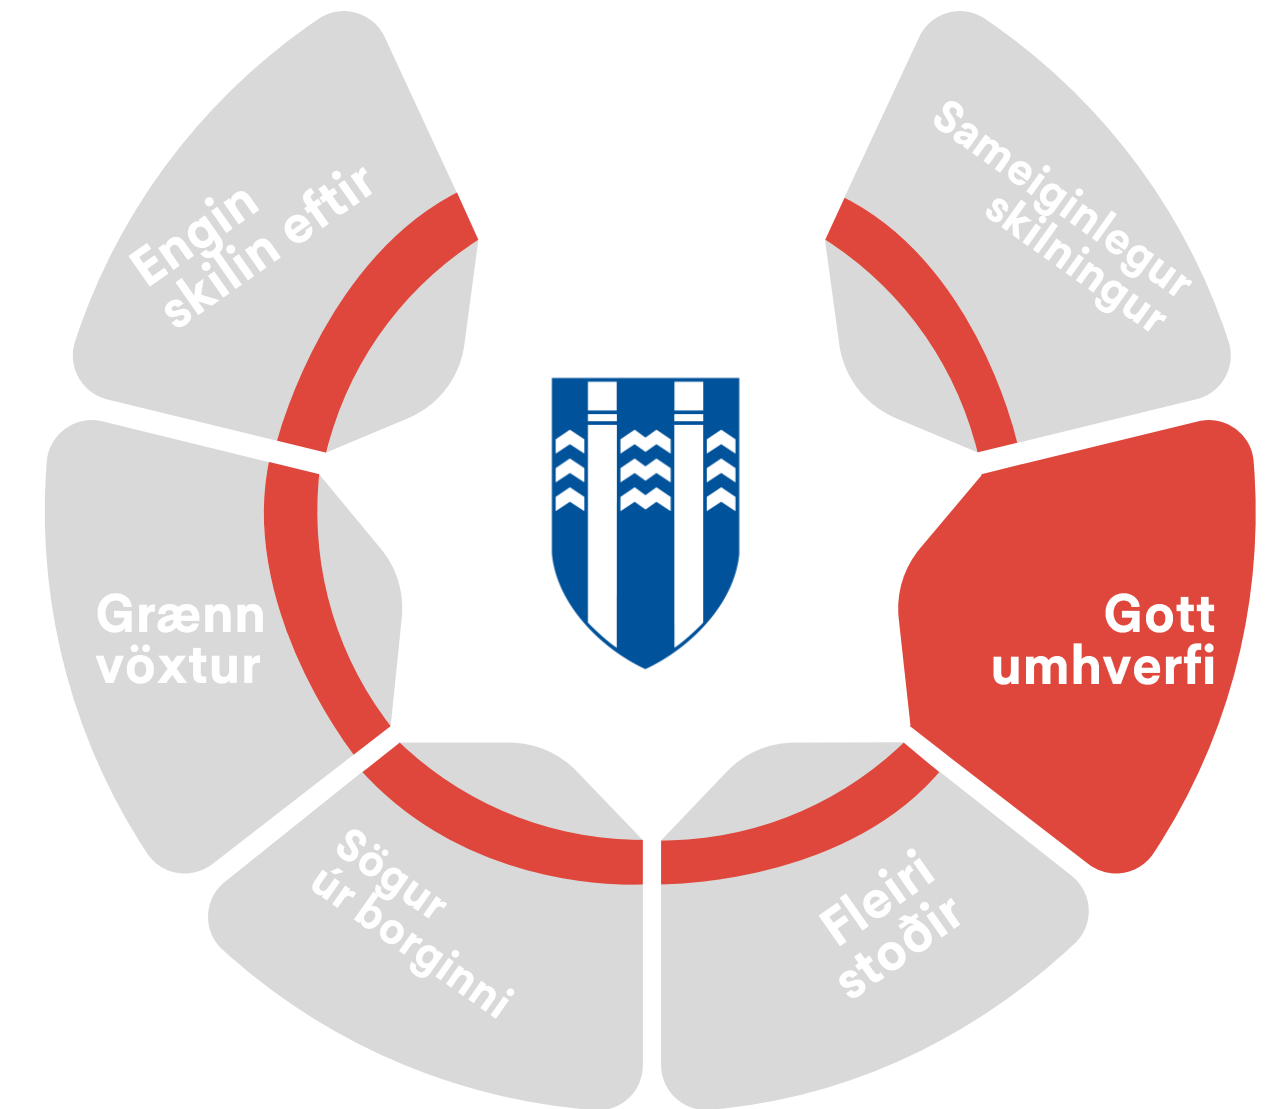 Engin
skilin eftir
Sameiginlegur
skilningur
Grænn
vöxtur
Gott
umhverfi
Sögur
úr borginni
Fleiri
stoðir